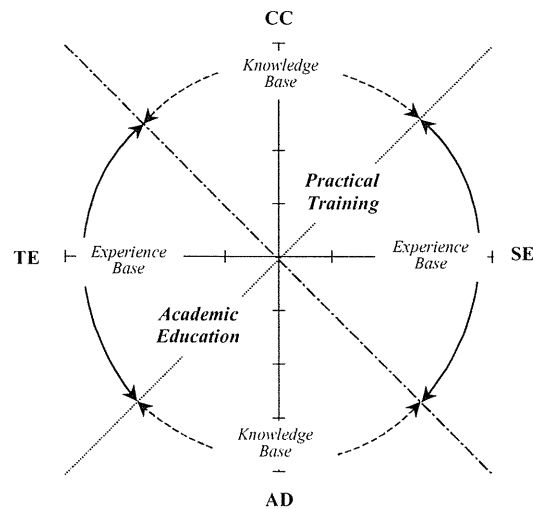 CC
Knowledge
Base
Practical
Training
TE
Experience
Base
Experience
Base
SE
Academic
Education
Knowledge
Base
AD